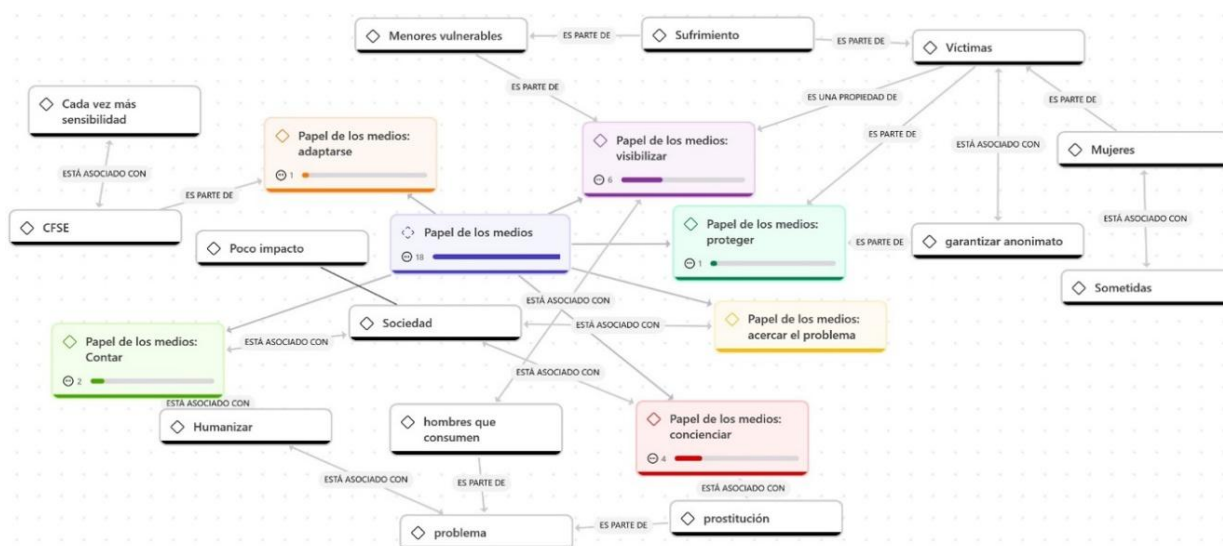 Menores vulnerables
ES PARTE DE
Sufrimiento
ES PARTE DE
Víctimas
Cada vez más
sensibilidad
ES PARTE DE
ES UNA PROPIEDAD DE
ES PARTE DE
Papel de los medios:
adaptarse
1
Papel de los medios:
visibilizar
6
ES PARTE DE
Mujeres
ESTÁ ASOCIADO CON
ES PARTE DE
CFSE
Papel de los medios
18
Papel de los medios:
proteger
1
ESTÁ ASOCIADO CON
ES PARTE DE
garantizar anonimato
Poco impacto
Sometidas
ESTÁ ASOCIADO CON
Papel de los medios:
Contar
2
ESTÁ ASOCIADO CON
Sociedad
ESTÁ ASOCIADO CON
Papel de los medios:
acercar el problema
ESTÁ ASOCIADO CON
ESTÁ ASOCIADO CON
Humanizar
hombres que
consumen
Papel de los medios:
concienciar
4
ESTÁ ASOCIADO CON
ES PARTE DE
ESTÁ ASOCIADO CON
problema
ES PARTE DE
prostitución